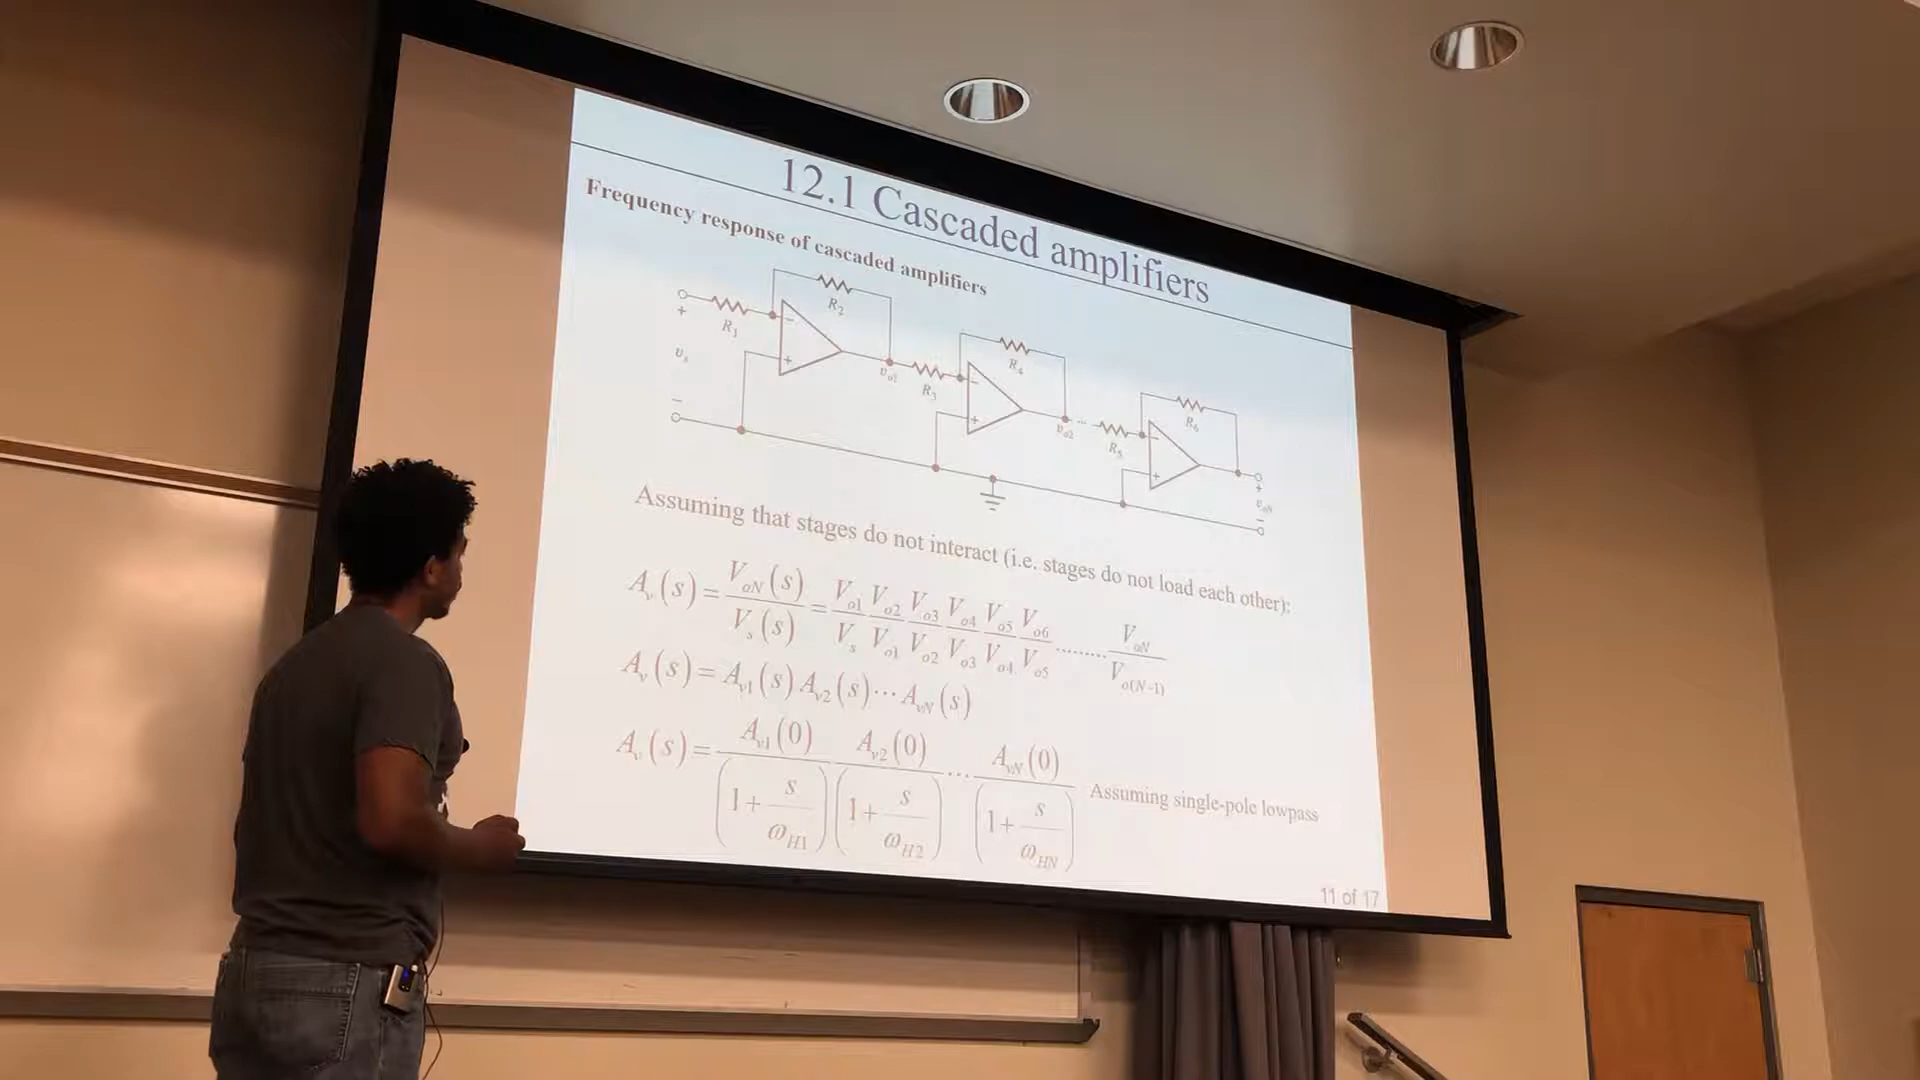 12.1 Cascaded amplifiers
Frequency response of cascaded amplifiers
R₂
R₁
+
−
+
vₛ
−
vₒ₁
R₃
R₄
−
+
vₒ₂
...
R₅
R₆
−
+
+
vₒN
−
Assuming that stages do not interact (i.e. stages do not load each other):
Aᵥ(s) = VₒN(s)/Vₛ(s) = Vₒ₁/Vₛ Vₒ₂/Vₒ₁ Vₒ₃/Vₒ₂ Vₒ₄/Vₒ₃ Vₒ₅/Vₒ₄ Vₒ₆/Vₒ₅ ......... VₒN/Vₒ(N−1)
Aᵥ(s) = Aᵥ₁(s) Aᵥ₂(s) ··· AᵥN(s)
Aᵥ(s) = Aᵥ₁(0)/(1 + s/ωH1) Aᵥ₂(0)/(1 + s/ωH2) ··· AᵥN(0)/(1 + s/ωHN) Assuming single-pole lowpass
11 of 17